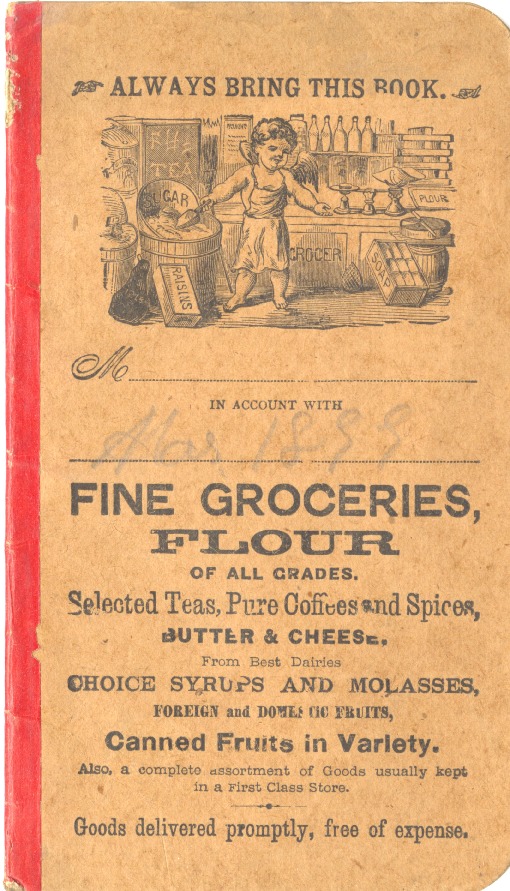 ALWAYS BRING THIS BOOK.
TEA
SUGAR
FLOUR
GROCER
RAISINS
SOAP
M
IN ACCOUNT WITH
1899
FINE GROCERIES,
FLOUR
OF ALL GRADES.
Selected Teas, Pure Coffees and Spices,
BUTTER & CHEESE,
From Best Dairies
CHOICE SYRUPS AND MOLASSES,
FOREIGN and DOMESTIC FRUITS,
Canned Fruits in Variety.
Also, a complete assortment of Goods usually kept
in a First Class Store.
Goods delivered promptly, free of expense.